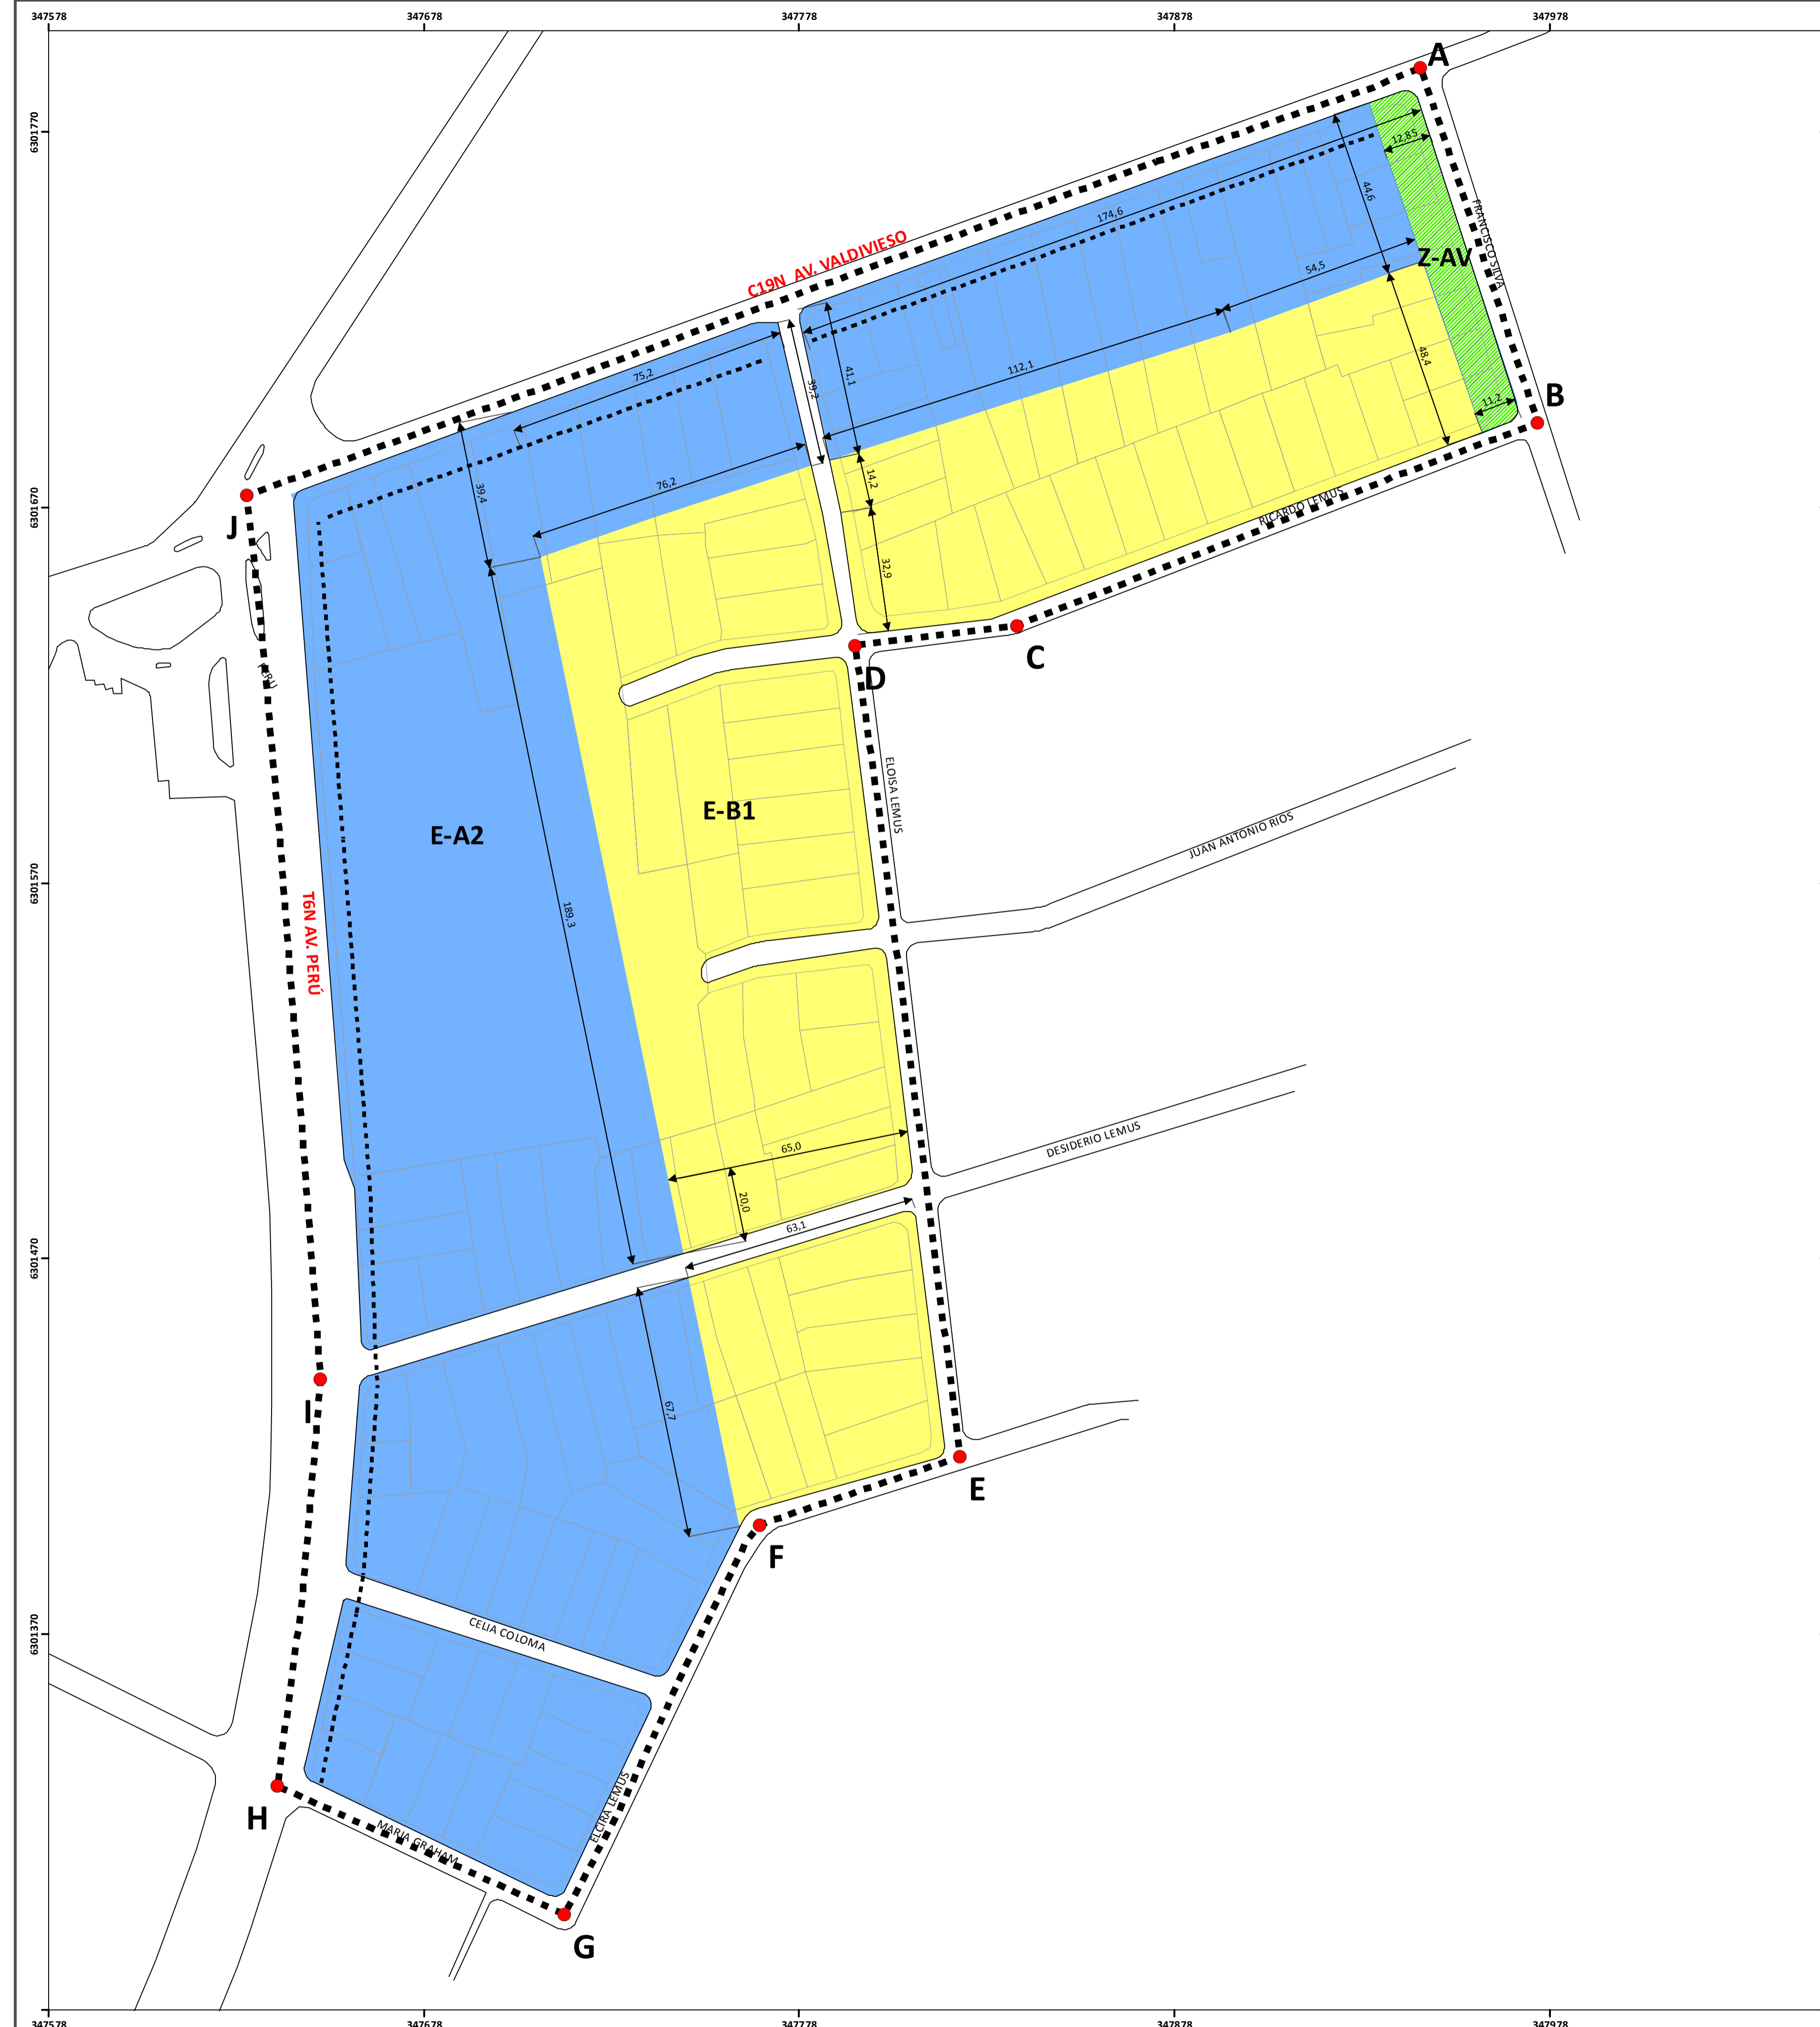 347578
347678
347778
347878
347978
A
6301770
12,85
44,6
174,6
FRANCISCO SILVA
C19N AV. VALDIVIESO
Z-AV
54,5
75,2
39,2
41,1
112,1
48,4
11,2
B
39,4
76,2
14,2
6301670
J
RICARDO LEMUS
32,9
C
D
PERU
ELOISA LEMUS
E-B1
E-A2
JUAN ANTONIO RIOS
6301570
T6N AV. PERÚ
189,3
DESIDERIO LEMUS
65,0
20,0
63,1
6301470
I
67,7
E
F
6301370
CELIA COLOMA
H
MARIA GRAHAM
ELCIRA LEMUS
G
347578
347678
347778
347878
347978